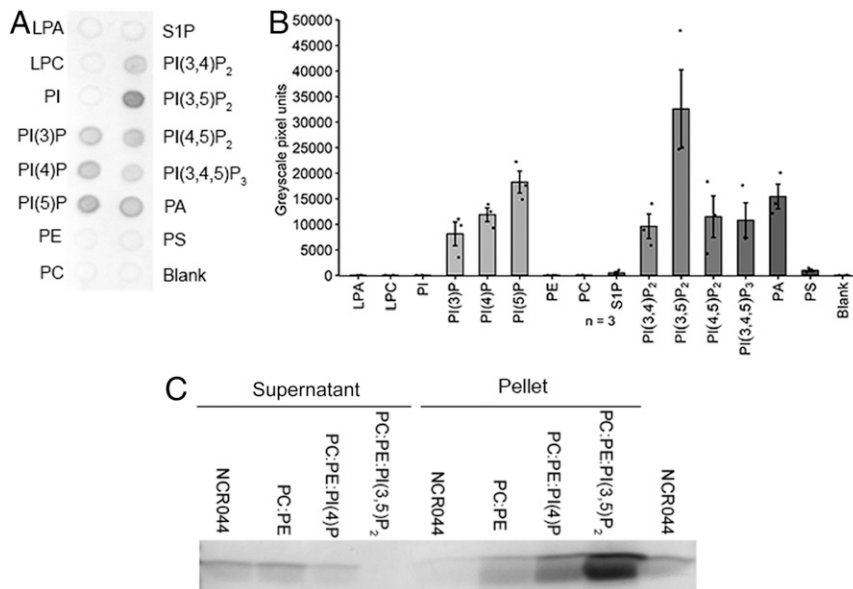 A
LPA
S1P
LPC
PI(3,4)P₂
PI
PI(3,5)P₂
PI(3)P
PI(4,5)P₂
PI(4)P
PI(3,4,5)P₃
PI(5)P
PA
PE
PS
PC
Blank
B
Greyscale pixel units
50000
45000
40000
35000
30000
25000
20000
15000
10000
5000
0
LPA
LPC
PI
PI(3)P
PI(4)P
PI(5)P
PE
PC
S1P
PI(3,4)P₂
PI(3,5)P₂
PI(4,5)P₂
PI(3,4,5)P₃
PA
PS
Blank
n = 3
C
Supernatant
Pellet
NCR044
PC:PE
PC:PE:PI(4)P
PC:PE:PI(3,5)P₂
NCR044
PC:PE
PC:PE:PI(4)P
PC:PE:PI(3,5)P₂
NCR044